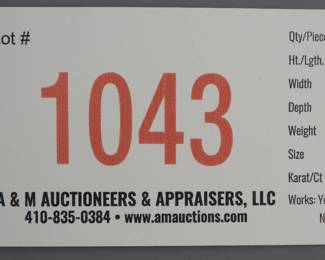 Lot #
1043
A & M AUCTIONEERS & APPRAISERS, LLC
410-835-0384 • www.amauctions.com
Qty/Piece
Ht./Lgth.
Width
Depth
Weight
Size
Karat/Ct
Works: Ye
N